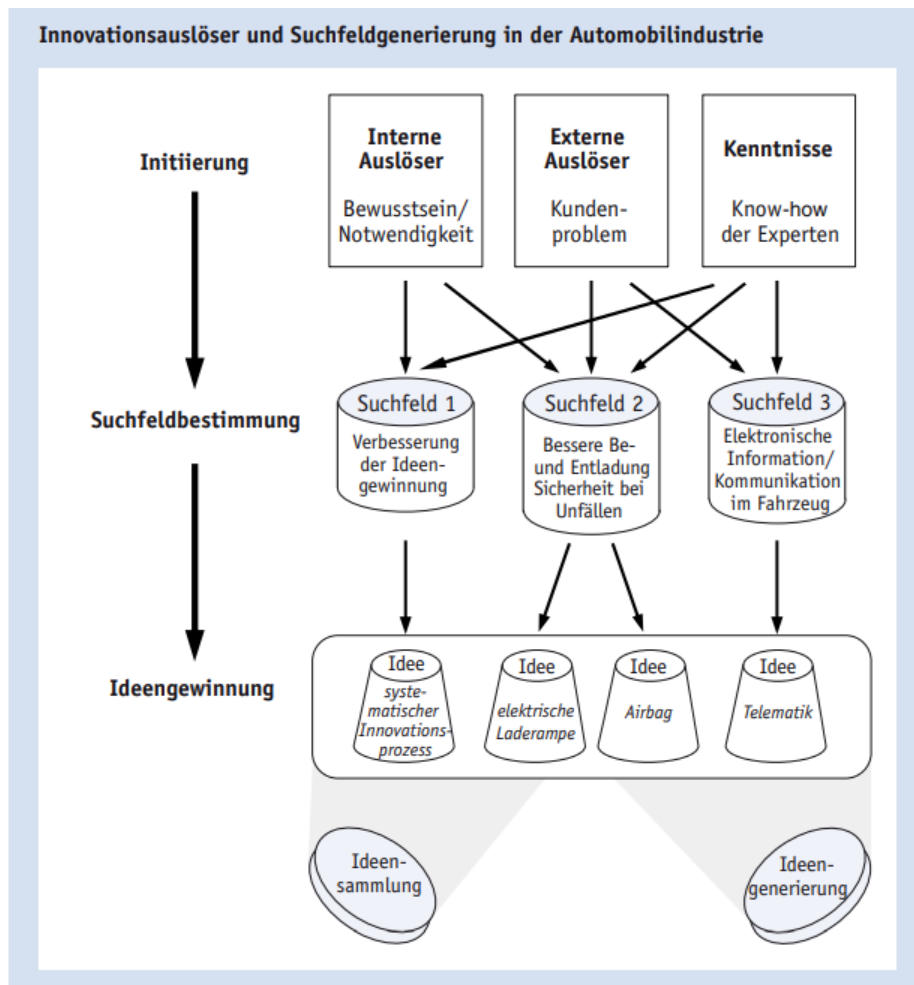 Innovationsauslöser und Suchfeldgenerierung in der Automobilindustrie
Initiierung
Interne
Auslöser
Bewusstsein/
Notwendigkeit
Externe
Auslöser
Kunden-
problem
Kenntnisse
Know-how
der Experten
Suchfeldbestimmung
Suchfeld 1
Verbesserung
der Ideen-
gewinnung
Suchfeld 2
Bessere Be-
und Entladung
Sicherheit bei
Unfällen
Suchfeld 3
Elektronische
Information/
Kommunikation
im Fahrzeug
Ideengewinnung
Idee
syste-
matischer
Innovations-
prozess
Idee
elektrische
Laderampe
Idee
Airbag
Idee
Telematik
Ideen-
sammlung
Ideen-
generierung